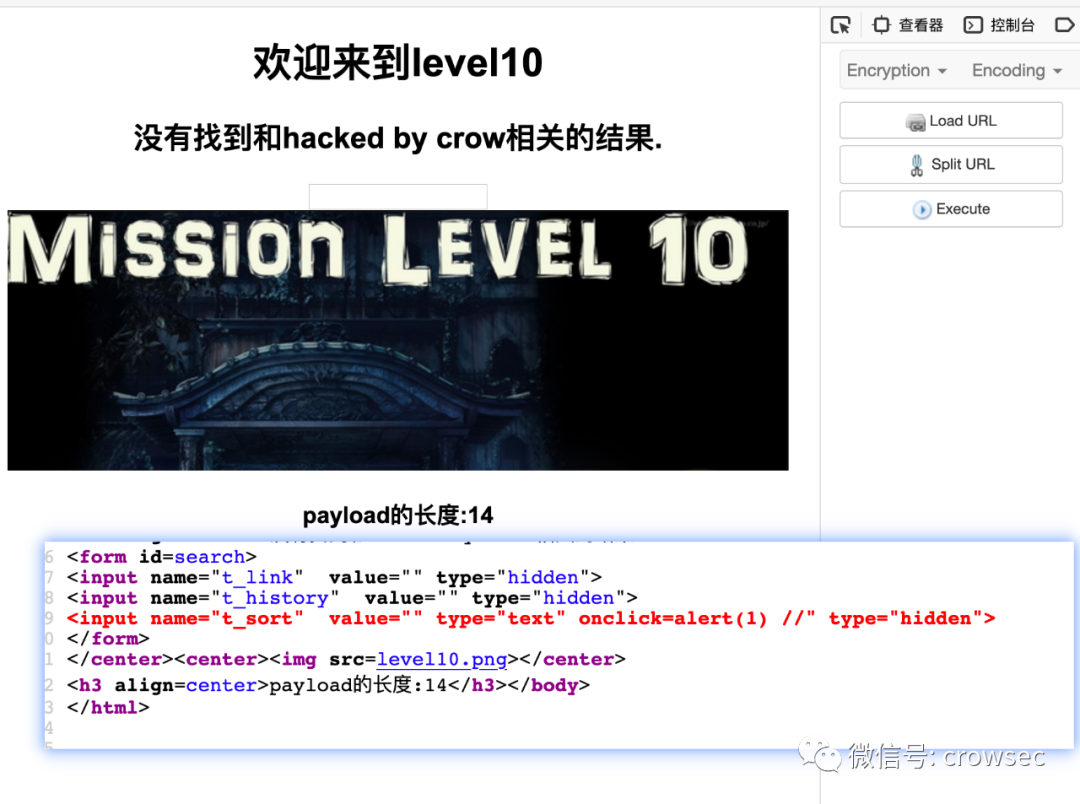 查看器
控制台
Encryption
Encoding
Load URL
Split URL
Execute
欢迎来到level10
没有找到和hacked by crow相关的结果.
MISSION LEVEL 10
payload的长度:14
6 <form id=search>
7 <input name="t_link"  value="" type="hidden">
8 <input name="t_history"  value="" type="hidden">
9 <input name="t_sort"  value="" type="text" onclick=alert(1) //" type="hidden">
0 </form>
1 </center><center><img src=level10.png></center>
2 <h3 align=center>payload的长度:14</h3></body>
3 </html>
4
5
微信号: crowsec